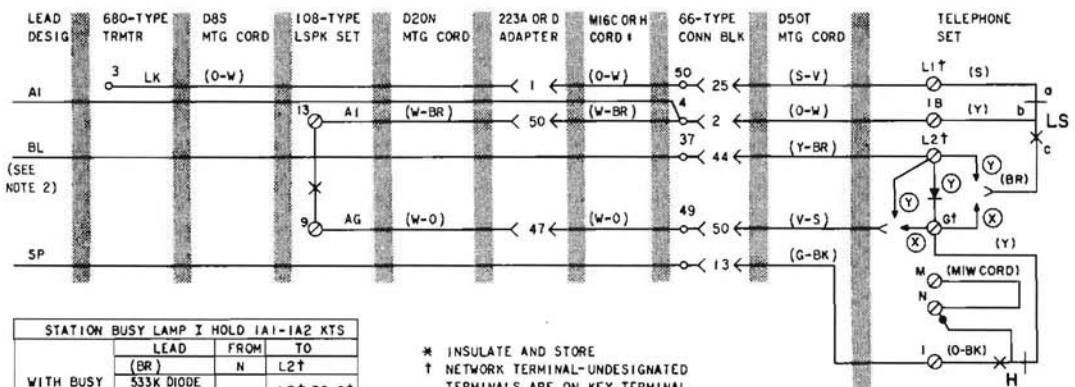 LEAD DESIG 680-TYPE TRMTR D8S MTG CORD 108-TYPE LSPK SET D20N MTG CORD 223A OR D ADAPTER M16C OR H CORD ‡ 66-TYPE CONN BLK D50T MTG CORD TELEPHONE SET
3 LK (O-W) 1 (O-W) 50 25 (S-V) L1† (S)
A1 a
13 A1 (W-BR) 50 (W-BR) 4 2 (O-W) 1B (Y) b LS
BL 37 44 (Y-BR) L2† c
(SEE NOTE 2) Y Y Y (BR)
9 AG (W-O) 47 (W-O) 49 50 (V-S) G† X X
(Y)
SP 13 (G-BK) M (M1W CORD)
N
1 (O-BK) H
STATION BUSY LAMP I HOLD 1A1-1A2 KTS
LEAD FROM TO
(BR) N L2†
WITH BUSY 533K DIODE
* INSULATE AND STORE
† NETWORK TERMINAL-UNDESIGNATED
TERMINALS ARE ON KEY TERMINAL